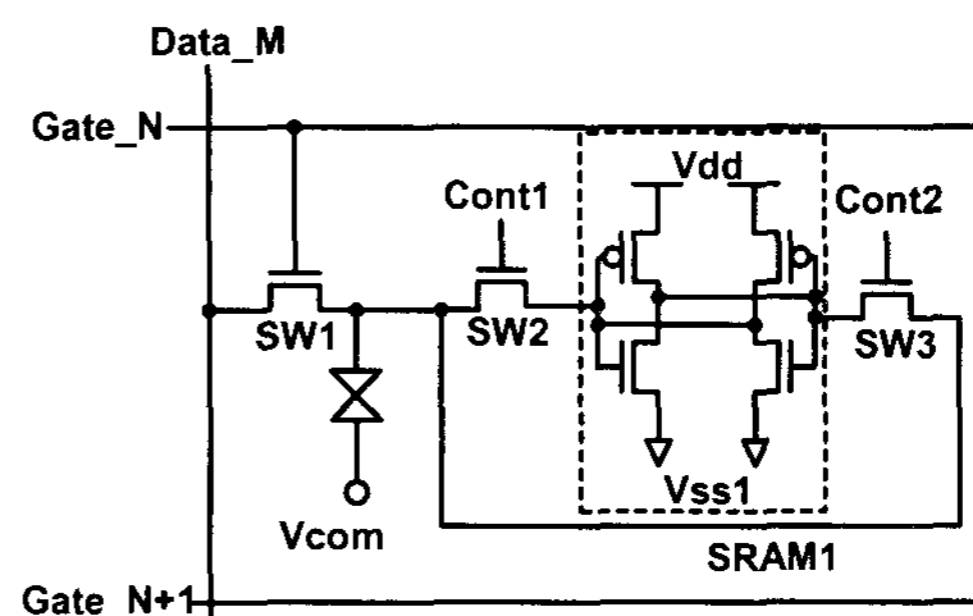 Data_M
Gate_N
Vdd
Cont1
Cont2
SW1
SW2
SW3
Vss1
Vcom
SRAM1
Gate_N+1